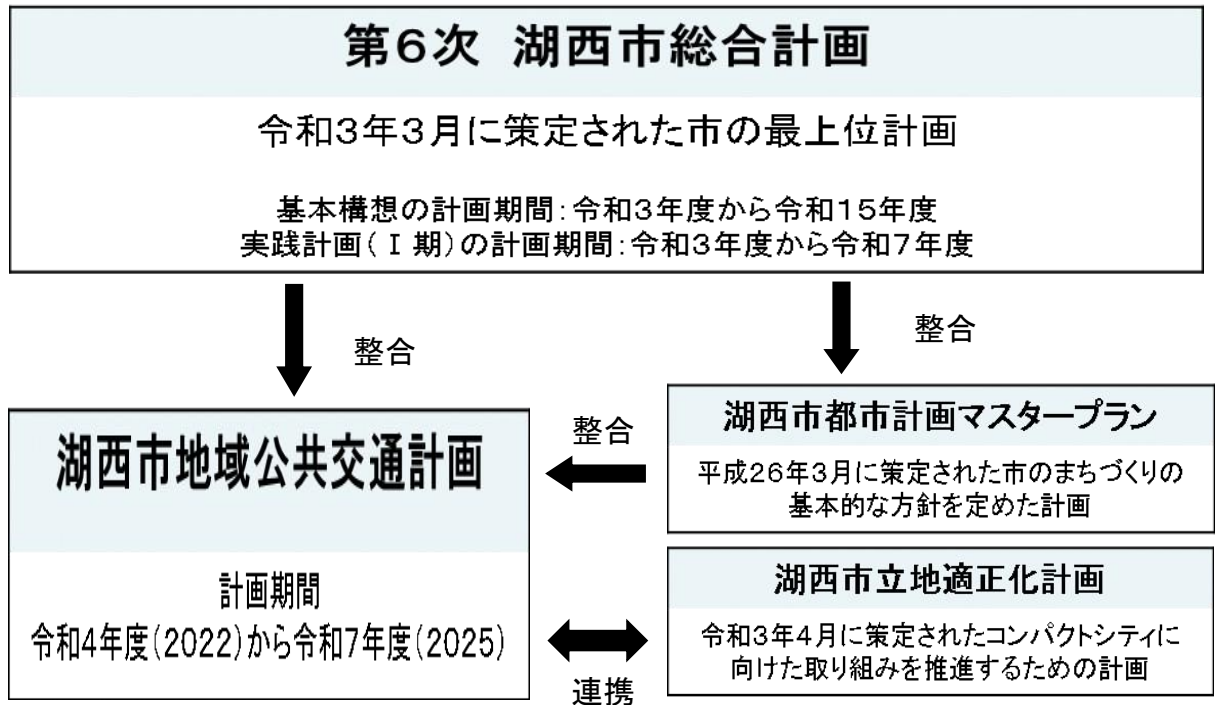 第６次 湖西市総合計画
令和３年３月に策定された市の最上位計画
基本構想の計画期間：令和３年度から令和１５年度
実践計画（Ⅰ期）の計画期間：令和３年度から令和７年度
整合
整合
湖西市地域公共交通計画
計画期間
令和4年度(2022)から令和7年度(2025)
整合
連携
湖西市都市計画マスタープラン
平成26年3月に策定された市のまちづくりの
基本的な方針を定めた計画
湖西市立地適正化計画
令和3年4月に策定されたコンパクトシティに
向けた取り組みを推進するための計画